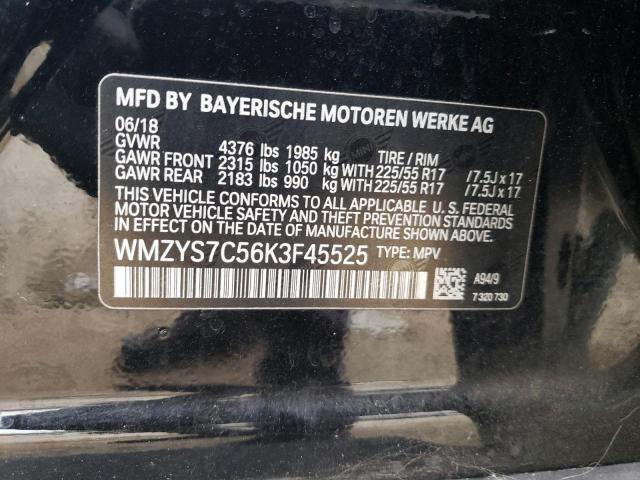 MFD BY BAYERISCHE MOTOREN WERKE AG
06/18
GVWR 4376 lbs 1985 kg TIRE / RIM
GAWR FRONT 2315 lbs 1050 kg WITH 225/55 R17 /7.5J x 17
GAWR REAR 2183 lbs 990 kg WITH 225/55 R17 /7.5J x 17
THIS VEHICLE CONFORMS TO ALL APPLICABLE U. S. FEDERAL
MOTOR VEHICLE SAFETY AND THEFT PREVENTION STANDARDS
IN EFFECT ON THE DATE OF MANUFACTURE SHOWN ABOVE.
WMZYS7C56K3F45525 TYPE: MPV
A94/9
7 320 730
MINI